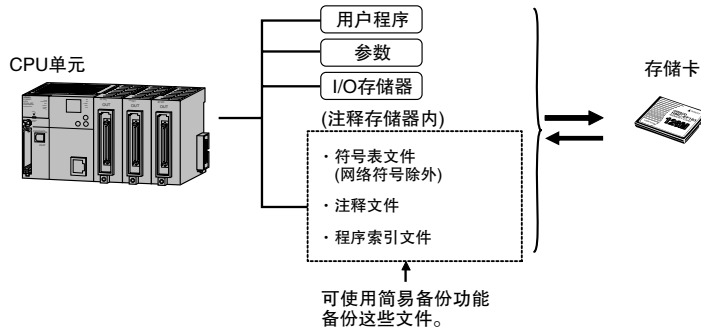 用户程序
参数
CPU单元
I/O存储器
存储卡
(注释存储器内)
・符号表文件
(网络符号除外)
・注释文件
・程序索引文件
可使用简易备份功能
备份这些文件。